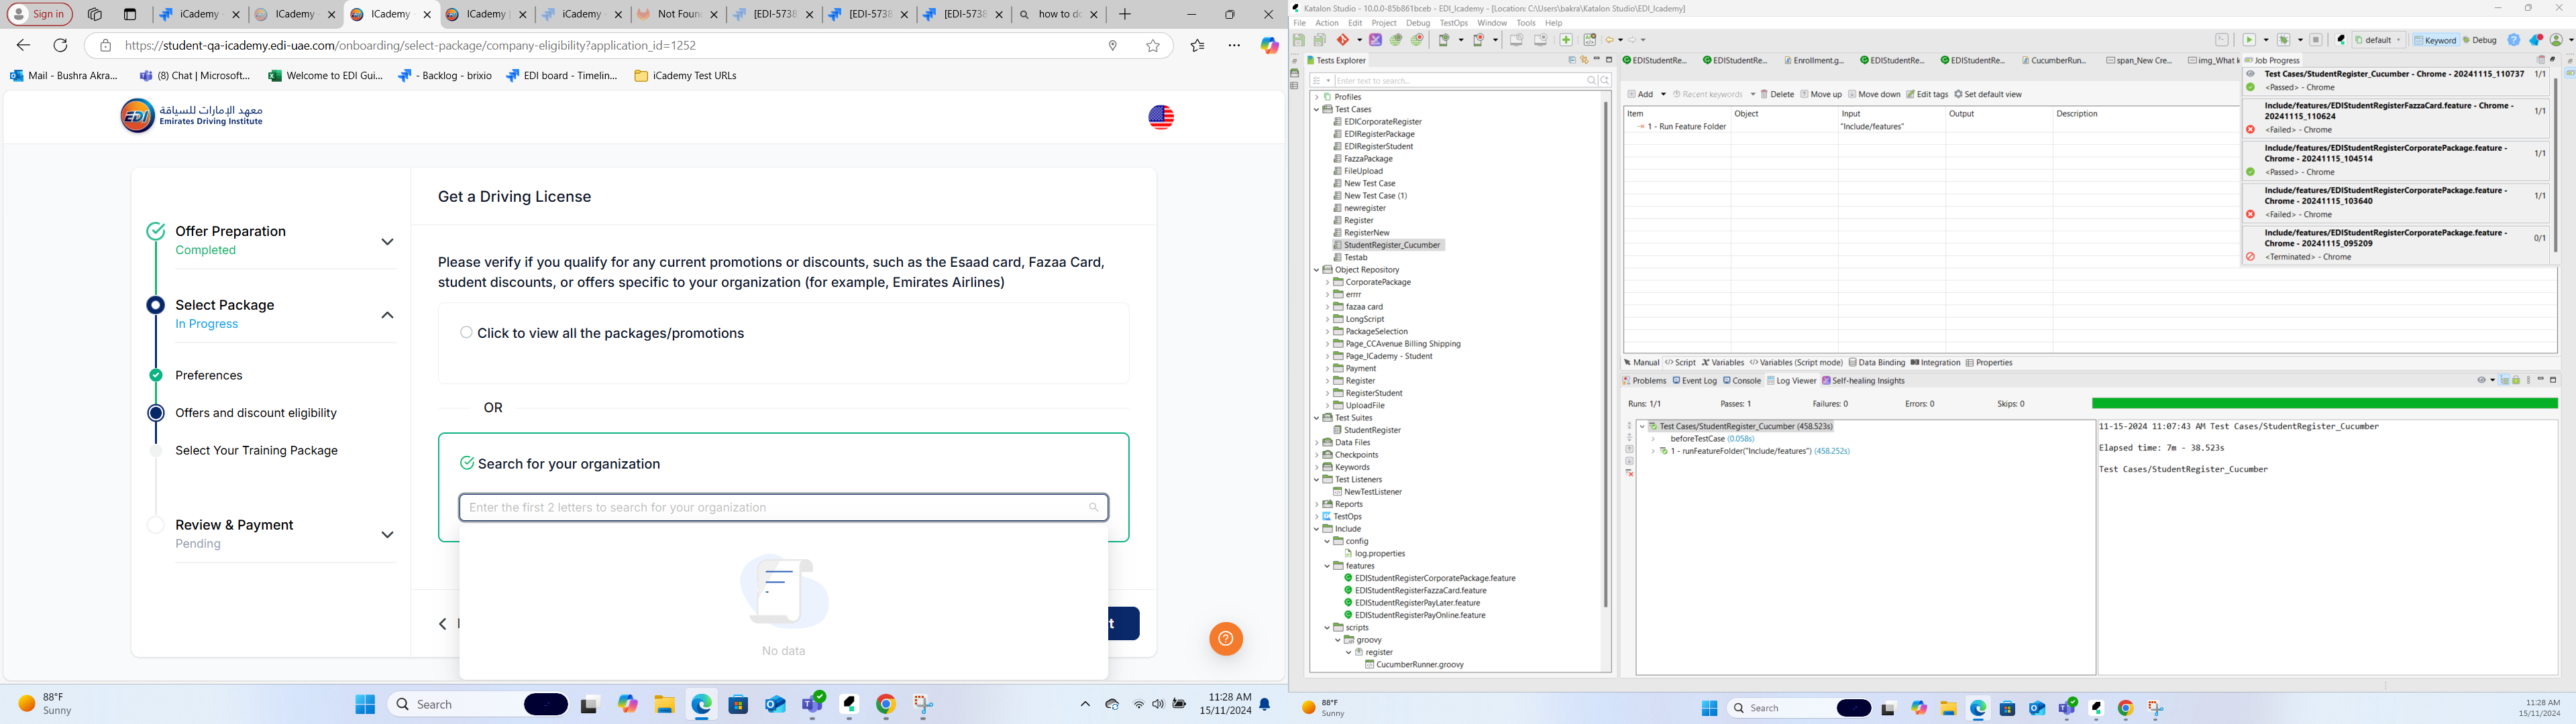 Sign in
iCademy
ICademy
ICademy
ICademy
iCademy
Not Foun
[EDI-5738
[EDI-5738
[EDI-5738
how to do
https://student-qa-icademy.edi-uae.com/onboarding/select-package/company-eligibility?application_id=1252
Mail - Bushra Akra...
(8) Chat | Microsoft...
Welcome to EDI Gui...
- Backlog - brixio
EDI board - Timelin...
iCademy Test URLs
EDI
معهد الإمارات للسياقة
Emirates Driving Institute
Offer Preparation
Completed
Select Package
In Progress
Preferences
Offers and discount eligibility
Select Your Training Package
Review & Payment
Pending
Get a Driving License
Please verify if you qualify for any current promotions or discounts, such as the Esaad card, Fazaa Card,
student discounts, or offers specific to your organization (for example, Emirates Airlines)
Click to view all the packages/promotions
OR
Search for your organization
Enter the first 2 letters to search for your organization
No data
t
88°F
Sunny
Search
11:28 AM
15/11/2024
Katalon Studio - 10.0.0-85b861bceb - EDI_Icademy - [Location: C:\Users\bakra\Katalon Studio\EDI_Icademy]
File Action Edit Project Debug TestOps Window Tools Help
default
Keyword
Debug
Tests Explorer
Enter text to search...
Profiles
Test Cases
EDICorporateRegister
EDIRegisterPackage
EDIRegisterStudent
FazzaPackage
FileUpload
New Test Case
New Test Case (1)
newregister
Register
RegisterNew
StudentRegister_Cucumber
Testab
Object Repository
CorporatePackage
errrr
fazaa card
LongScript
PackageSelection
Page_CCAvenue Billing Shipping
Page_ICademy - Student
Payment
Register
RegisterStudent
UploadFile
Test Suites
StudentRegister
Data Files
Checkpoints
Keywords
Test Listeners
NewTestListener
Reports
TestOps
Include
config
log.properties
features
EDIStudentRegisterCorporatePackage.feature
EDIStudentRegisterFazzaCard.feature
EDIStudentRegisterPayLater.feature
EDIStudentRegisterPayOnline.feature
scripts
groovy
register
CucumberRunner.groovy
EDIStudentRe...
EDIStudentRe...
Enrollment.g...
EDIStudentRe...
EDIStudentRe...
CucumberRun...
span_New Cre...
img_What k
Add
Recent keywords
Delete
Move up
Move down
Edit tags
Set default view
Item Object Input Output Description
1 - Run Feature Folder "Include/features"
Job Progress
Test Cases/StudentRegister_Cucumber - Chrome - 20241115_110737 1/1
<Passed> - Chrome
Include/features/EDIStudentRegisterFazzaCard.feature - Chrome -
20241115_110624 1/1
<Failed> - Chrome
Include/features/EDIStudentRegisterCorporatePackage.feature -
Chrome - 20241115_104514 1/1
<Passed> - Chrome
Include/features/EDIStudentRegisterCorporatePackage.feature -
Chrome - 20241115_103640 1/1
<Failed> - Chrome
Include/features/EDIStudentRegisterCorporatePackage.feature -
Chrome - 20241115_095209 0/1
<Terminated> - Chrome
Manual Script Variables Variables (Script mode) Data Binding Integration Properties
Problems Event Log Console Log Viewer Self-healing Insights
Runs: 1/1 Passes: 1 Failures: 0 Errors: 0 Skips: 0
Test Cases/StudentRegister_Cucumber (458.523s)
beforeTestCase (0.058s)
1 - runFeatureFolder("Include/features") (458.252s)
11-15-2024 11:07:43 AM Test Cases/StudentRegister_Cucumber
Elapsed time: 7m - 38.523s
Test Cases/StudentRegister_Cucumber
88°F
Sunny
Search
11:28 AM
15/11/2024